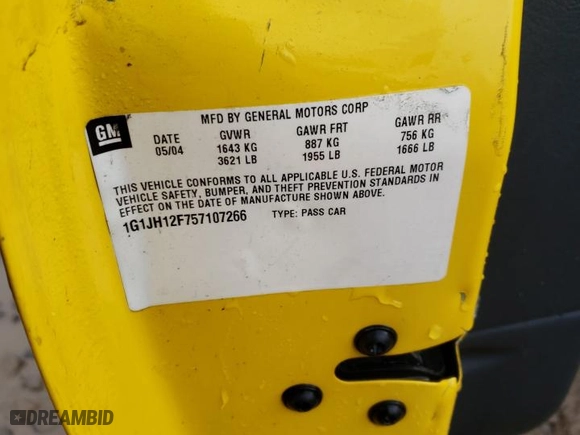 MFD BY GENERAL MOTORS CORP
GM
DATE GVWR GAWR FRT GAWR RR
05/04 1643 KG 887 KG 756 KG
3621 LB 1955 LB 1666 LB
THIS VEHICLE CONFORMS TO ALL APPLICABLE U.S. FEDERAL MOTOR
VEHICLE SAFETY, BUMPER, AND THEFT PREVENTION STANDARDS IN
EFFECT ON THE DATE OF MANUFACTURE SHOWN ABOVE.
1G1JH12F757107266 TYPE: PASS CAR
DREAMBID